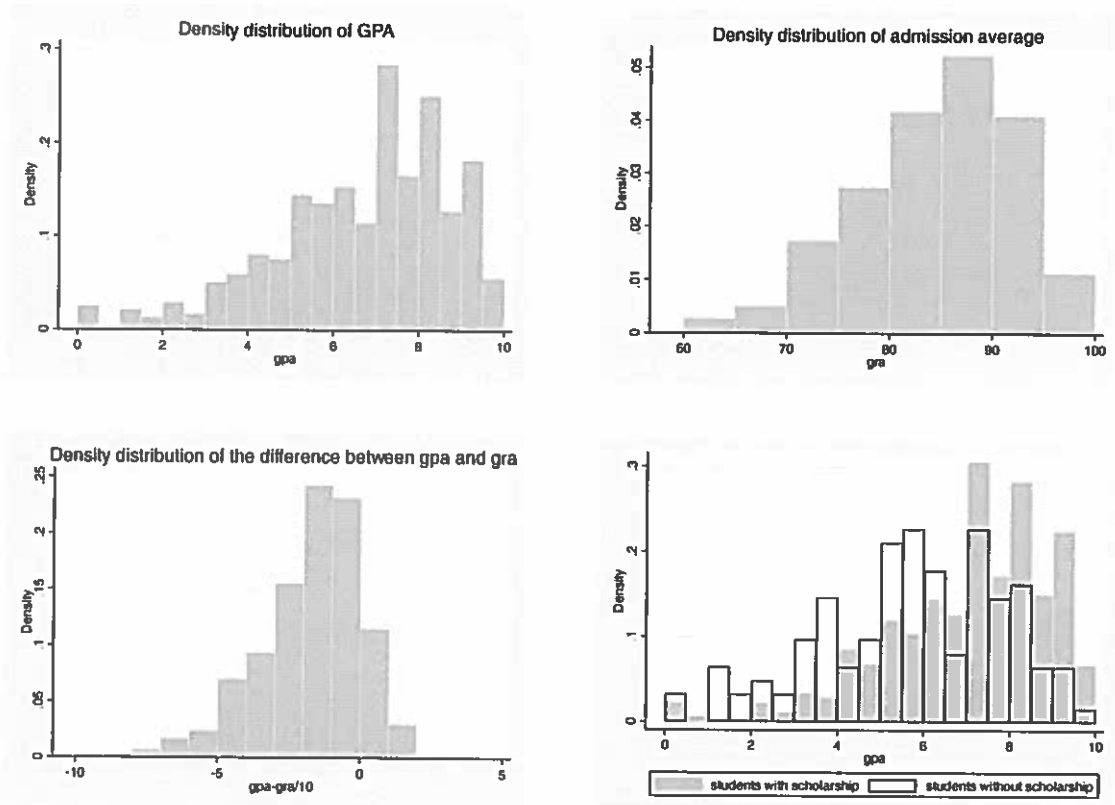 Density distribution of GPA
Density
.3
.2
.1
0
0 2 4 6 8 10
gpa
Density distribution of admission average
Density
.05
.04
.03
.02
.01
0
60 70 80 90 100
gra
Density distribution of the difference between gpa and gra
Density
.25
.2
.15
.1
.05
0
-10 -5 0 5
gpa-gra/10
Density
.3
.2
.1
0
0 2 4 6 8 10
gpa
students with scholarship students without scholarship